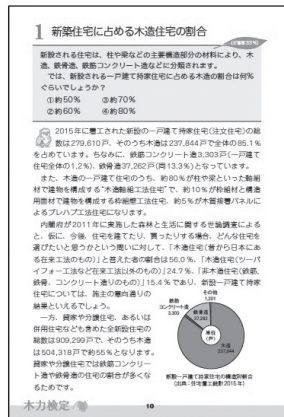 1 新築住宅に占める木造住宅の割合
新設される住宅は、柱や梁などの主要構造部分の材料により、木
造、鉄骨造、鉄筋コンクリート造などに分類されます。
では、新設される一戸建て持家住宅に占める木造の割合は何%
ぐらいでしょうか？
①約50% ③約70%
②約60% ④約80%
2015年に着工された新設の一戸建て持家住宅(注文住宅)の総
数は279,610戸、そのうち木造は237,844戸で全体の85.1%
を占めています。ちなみに、鉄筋コンクリート造3,303戸(一戸建て
住宅全体の1.2%)、鉄骨造37,262戸(同13.3%)となっています。
また、木造の一戸建て住宅のうち、約80%が柱や梁といった軸組
材で建物を構成する"木造軸組工法住宅"で、約10%が枠組材と構造
用面材で建物を構成する枠組壁工法住宅、約5%が木質接着パネルに
よるプレハブ工法住宅になります。
内閣府が2011年に実施した森林と生活に関する世論調査による
と、仮に、今後、住宅を建てたり、買ったりする場合、どんな住宅を
選びたいと思うかという問いに対して、「木造住宅(昔から日本にあ
る在来工法のもの)」と答えた者の割合は56.0%、「木造住宅(ツーバ
イフォー工法など在来工法以外のもの)」24.7%、「非木造住宅(鉄筋、
鉄骨、コンクリート造りのもの)」15.4%であり、新設一戸建て持家
住宅については、施主の意向通りの
結果といえるでしょう。
一方、貸家や分譲住宅、あるいは
併用住宅なども含めた全新設住宅の
総数は909,299戸で、そのうち木造
は504,318戸で約55%となります。
貸家や分譲住宅では鉄筋コンクリー
ト造や鉄骨造の住宅の割合が多くな
るためです。
その他
1,201
鉄筋
コンクリート造
3,303
鉄骨造
37,262
単位
(戸)
木造
237,844
新設一戸建て持家住宅の構造別割合
(出典：住宅着工統計2015年)
木力検定
10